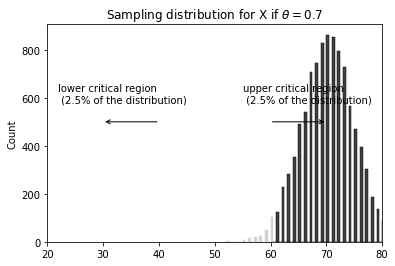 Sampling distribution for X if θ = 0.7
lower critical region
(2.5% of the distribution)
upper critical region
(2.5% of the distribution)
Count
800
600
400
200
0
20
30
40
50
60
70
80